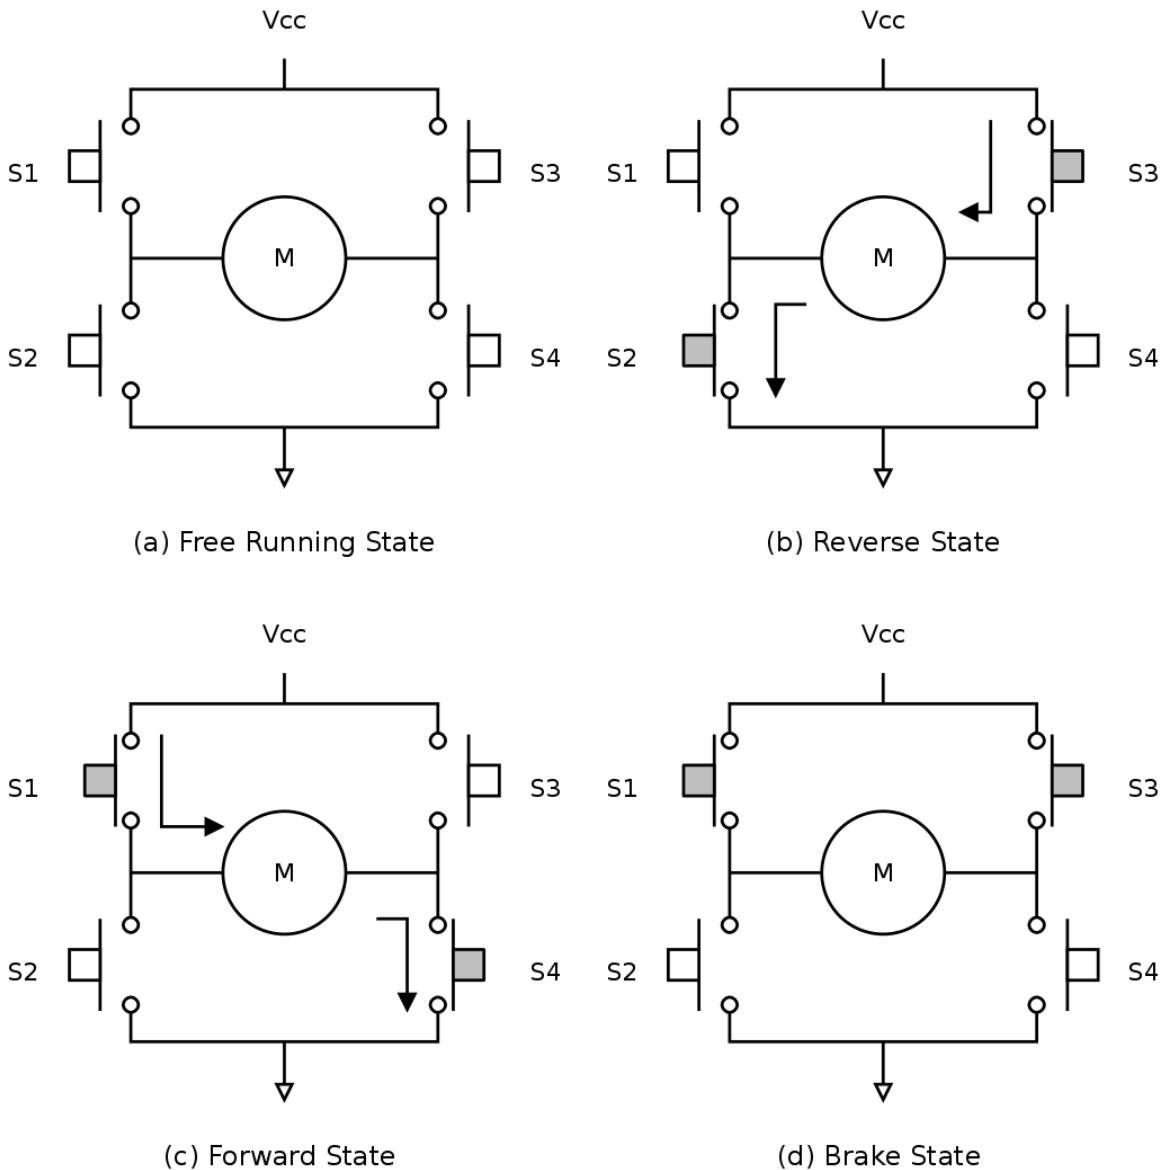 Vcc
Vcc
S1
S3
S1
S3
M
M
S2
S4
S2
S4
(a) Free Running State
(b) Reverse State
Vcc
Vcc
S1
S3
S1
S3
M
M
S2
S4
S2
S4
(c) Forward State
(d) Brake State